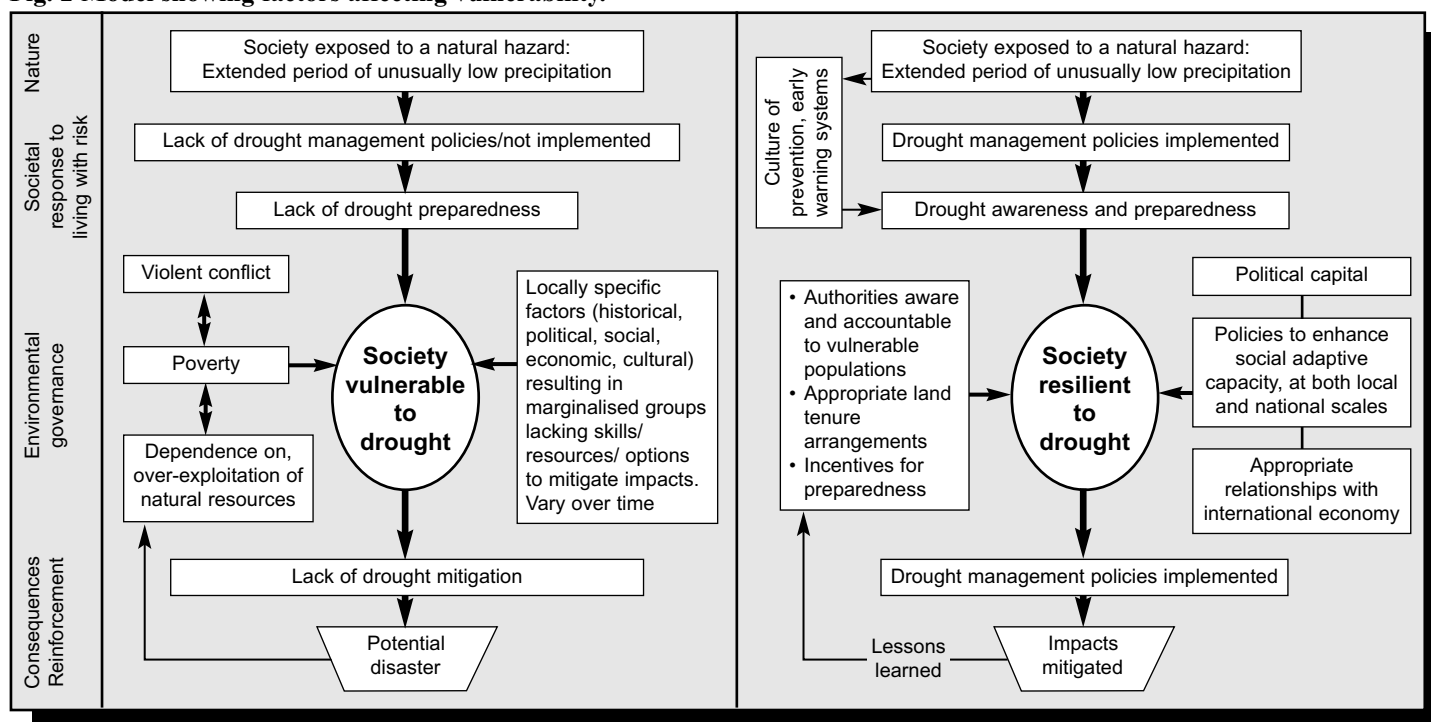 Fig. 2 Model showing factors affecting vulnerability.
Nature
Societal
response to
living with risk
Environmental
governance
Consequences
Reinforcement
Society exposed to a natural hazard:
Extended period of unusually low precipitation
Lack of drought management policies/not implemented
Lack of drought preparedness
Violent conflict
Poverty
Dependence on,
over-exploitation of
natural resources
Society
vulnerable
to
drought
Locally specific
factors (historical,
political, social,
economic, cultural)
resulting in
marginalised groups
lacking skills/
resources/ options
to mitigate impacts.
Vary over time
Lack of drought mitigation
Potential
disaster
Society exposed to a natural hazard:
Extended period of unusually low precipitation
Culture of
prevention, early
warning systems
Drought management policies implemented
Drought awareness and preparedness
• Authorities aware
and accountable
to vulnerable
populations
• Appropriate land
tenure
arrangements
• Incentives for
preparedness
Society
resilient
to
drought
Political capital
Policies to enhance
social adaptive
capacity, at both local
and national scales
Appropriate
relationships with
international economy
Drought management policies implemented
Lessons
learned
Impacts
mitigated